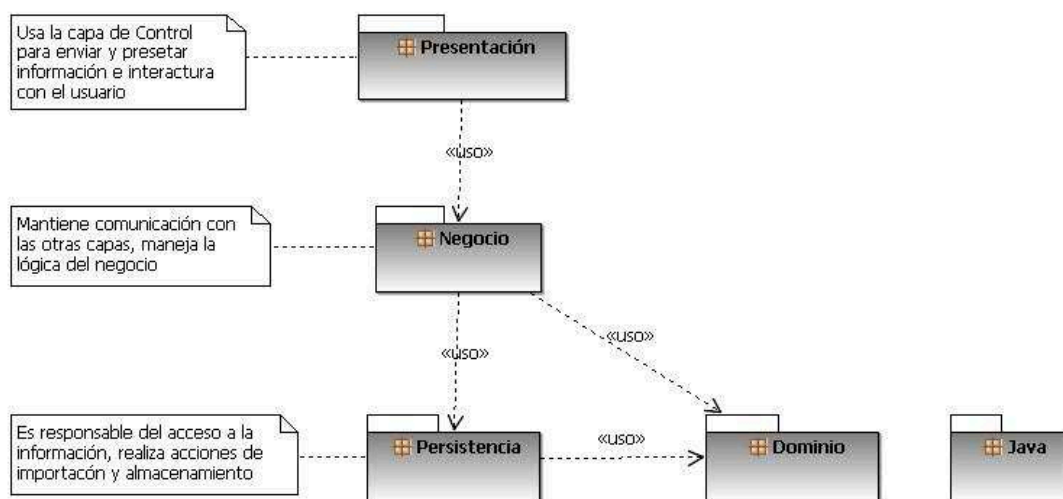 Usa la capa de Control
para enviar y presetar
información e interactura
con el usuario
Presentación
«uso»
Mantiene comunicación con
las otras capas, maneja la
lógica del negocio
Negocio
«uso»
«uso»
Es responsable del acceso a la
información, realiza acciones de
importacón y almacenamiento
Persistencia
«uso»
Dominio
Java